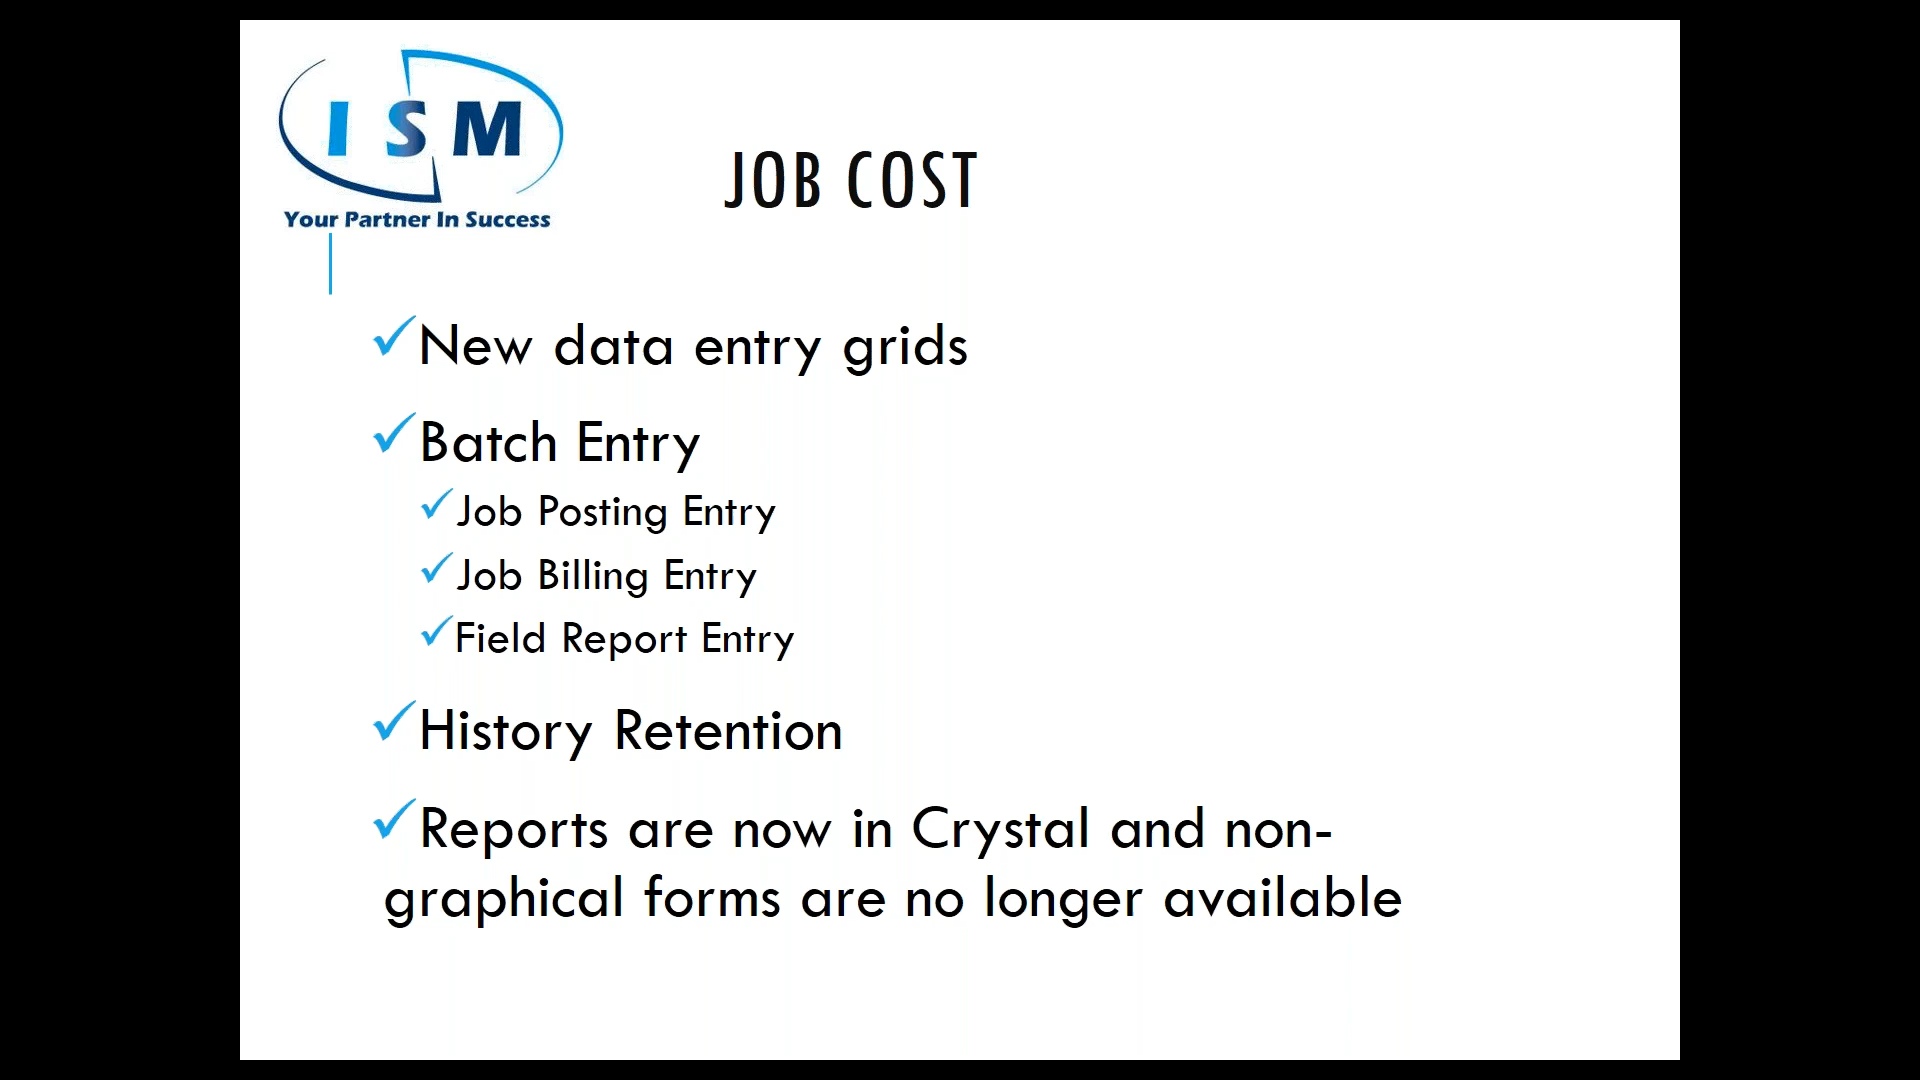 I S M
Your Partner In Success
JOB COST
New data entry grids
Batch Entry
Job Posting Entry
Job Billing Entry
Field Report Entry
History Retention
Reports are now in Crystal and non-
graphical forms are no longer available